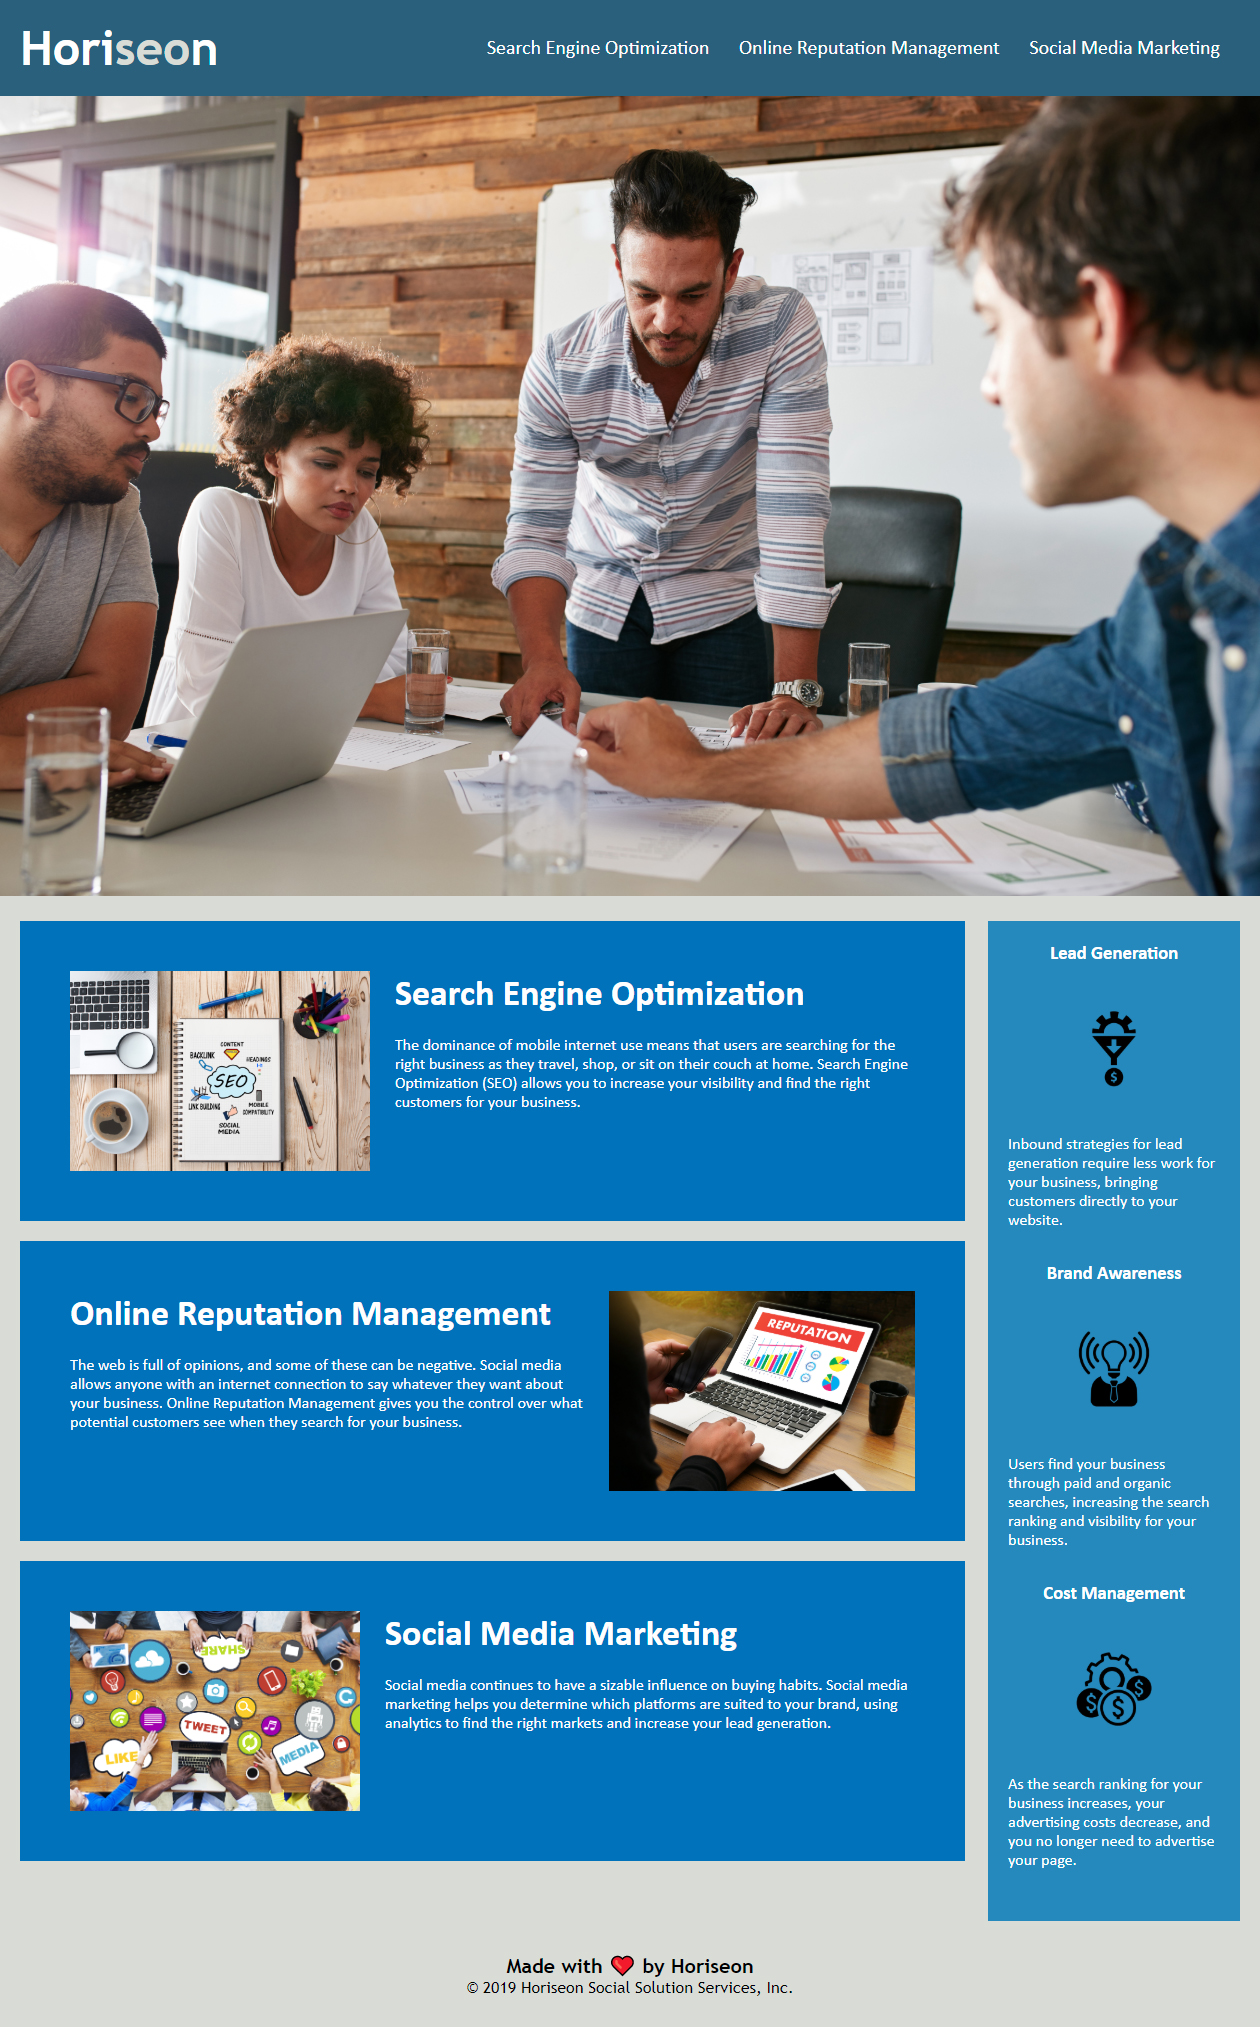 Horiseon
Search Engine Optimization
Online Reputation Management
Social Media Marketing
CONTENT
BACKLINK
HEADINGS
SEO
LINK BUILDING
MOBILE
COMPATIBILITY
SOCIAL
MEDIA
Search Engine Optimization
The dominance of mobile internet use means that users are searching for the
right business as they travel, shop, or sit on their couch at home. Search Engine
Optimization (SEO) allows you to increase your visibility and find the right
customers for your business.
Online Reputation Management
The web is full of opinions, and some of these can be negative. Social media
allows anyone with an internet connection to say whatever they want about
your business. Online Reputation Management gives you the control over what
potential customers see when they search for your business.
REPUTATION
SHARE
TWEET
LIKE
MEDIA
Social Media Marketing
Social media continues to have a sizable influence on buying habits. Social media
marketing helps you determine which platforms are suited to your brand, using
analytics to find the right markets and increase your lead generation.
Lead Generation
$
Inbound strategies for lead
generation require less work for
your business, bringing
customers directly to your
website.
Brand Awareness
Users find your business
through paid and organic
searches, increasing the search
ranking and visibility for your
business.
Cost Management
$ $ $
As the search ranking for your
business increases, your
advertising costs decrease, and
you no longer need to advertise
your page.
Made with ❤️ by Horiseon
© 2019 Horiseon Social Solution Services, Inc.